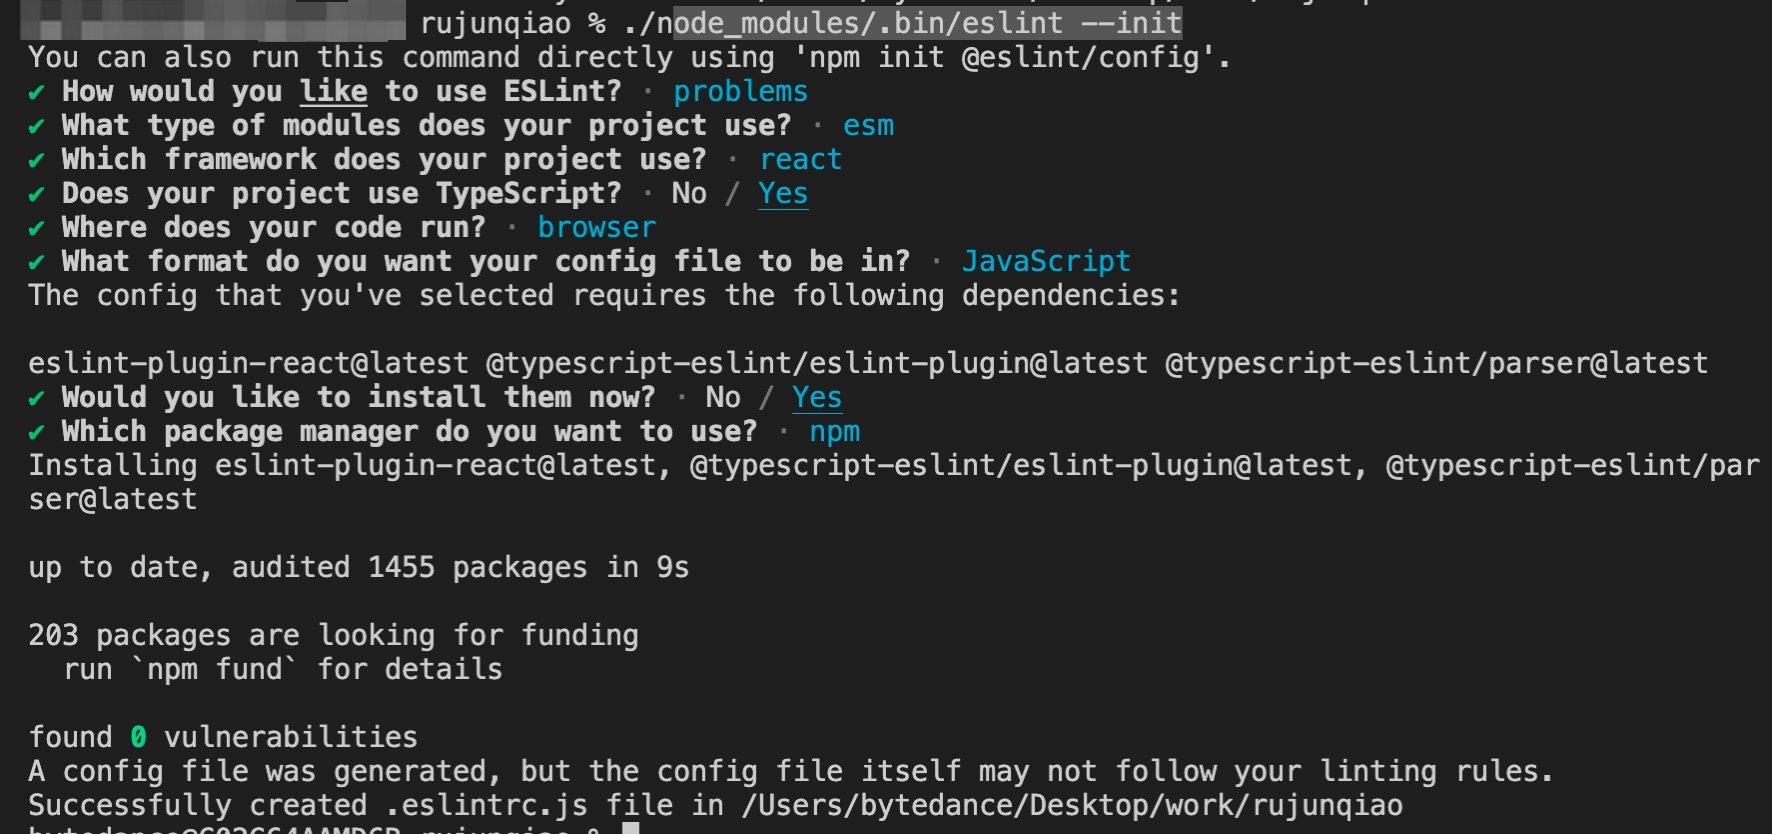 rujunqiao % ./node_modules/.bin/eslint --init
You can also run this command directly using 'npm init @eslint/config'.
✔ How would you like to use ESLint? · problems
✔ What type of modules does your project use? · esm
✔ Which framework does your project use? · react
✔ Does your project use TypeScript? · No / Yes
✔ Where does your code run? · browser
✔ What format do you want your config file to be in? · JavaScript
The config that you've selected requires the following dependencies:
eslint-plugin-react@latest @typescript-eslint/eslint-plugin@latest @typescript-eslint/parser@latest
✔ Would you like to install them now? · No / Yes
✔ Which package manager do you want to use? · npm
Installing eslint-plugin-react@latest, @typescript-eslint/eslint-plugin@latest, @typescript-eslint/par
ser@latest
up to date, audited 1455 packages in 9s
203 packages are looking for funding
run `npm fund` for details
found 0 vulnerabilities
A config file was generated, but the config file itself may not follow your linting rules.
Successfully created .eslintrc.js file in /Users/bytedance/Desktop/work/rujunqiao
rujunqiao %